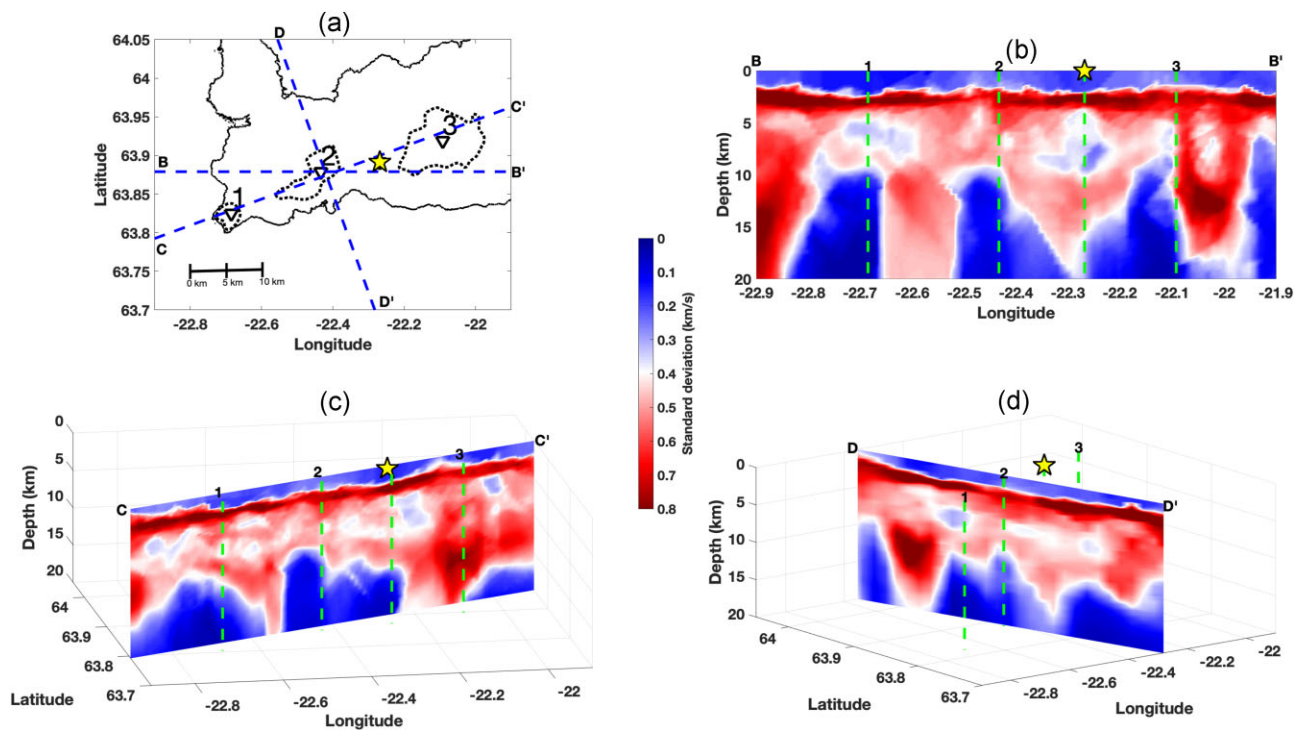 (a)
D
64.05
64
63.95
63.9
63.85
63.8
63.75
63.7
Latitude
B
B'
C
C'
D'
1
2
3
0 km 5 km 10 km
-22.8 -22.6 -22.4 -22.2 -22
Longitude
(b)
B B'
1 2 3
0
5
10
15
20
Depth (km)
-22.9 -22.8 -22.7 -22.6 -22.5 -22.4 -22.3 -22.2 -22.1 -22 -21.9
Longitude
0
0.1
0.2
0.3
0.4
0.5
0.6
0.7
0.8
Standard deviation (km/s)
(c)
0
5
10
15
20
Depth (km)
C C'
1 2 3
64
63.9
63.8
63.7
Latitude
-22.8 -22.6 -22.4 -22.2 -22
Longitude
(d)
D D'
1 2 3
0
5
10
15
20
Depth (km)
64
63.9
63.8
63.7
Latitude
-22.8 -22.6 -22.4 -22.2 -22
Longitude